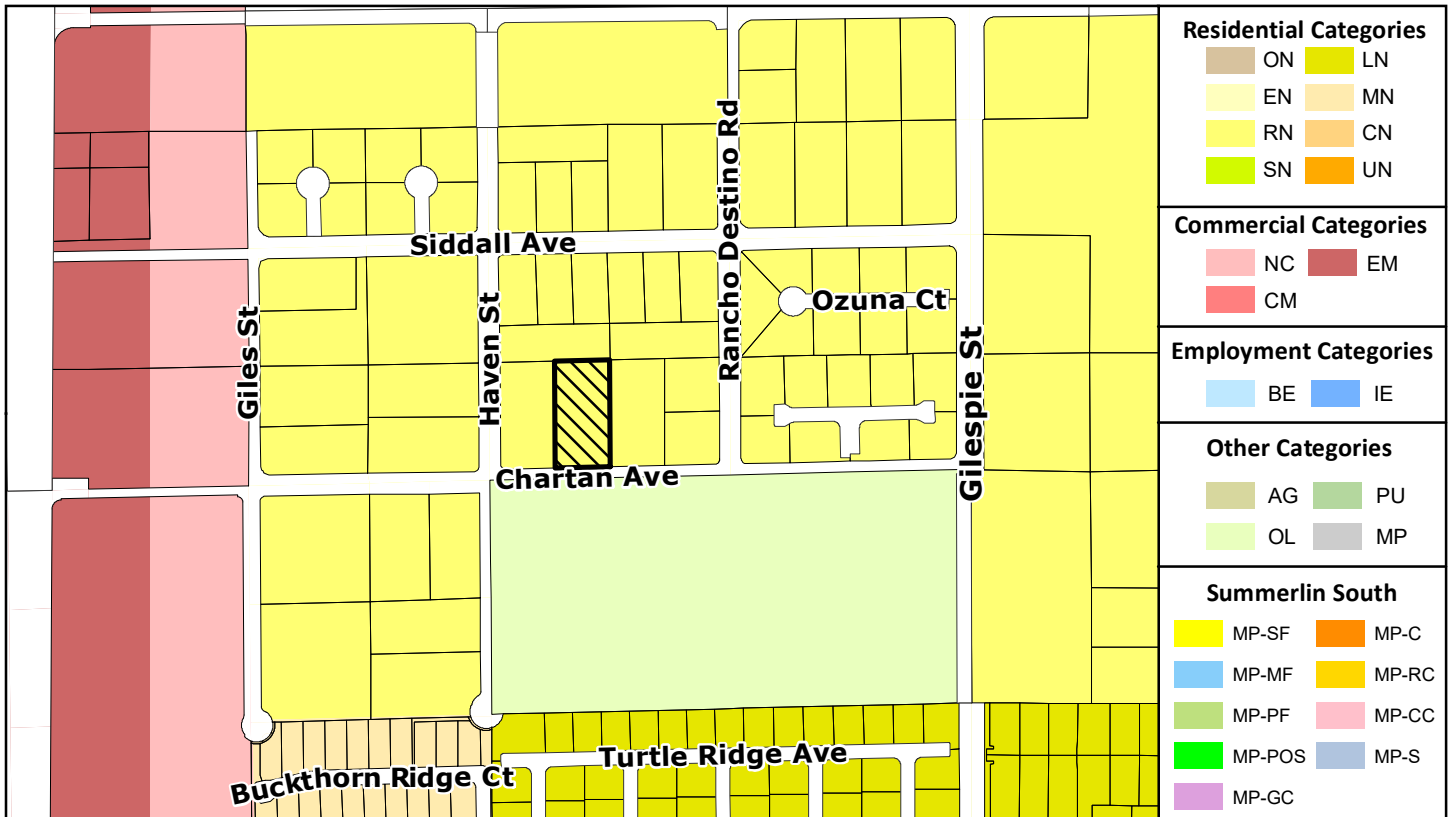 Siddall Ave
Rancho Destino Rd
Ozuna Ct
Giles St
Haven St
Gilespie St
Chartan Ave
Turtle Ridge Ave
Buckthorn Ridge Ct
Residential Categories
ON LN
EN MN
RN CN
SN UN
Commercial Categories
NC EM
CM
Employment Categories
BE IE
Other Categories
AG PU
OL MP
Summerlin South
MP-SF MP-C
MP-MF MP-RC
MP-PF MP-CC
MP-POS MP-S
MP-GC